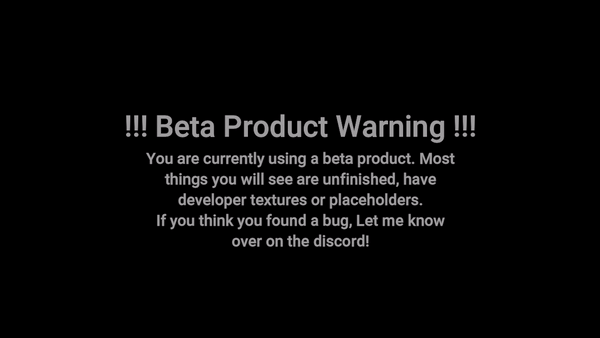 !!! Beta Product Warning !!!
You are currently using a beta product. Most
things you will see are unfinished, have
developer textures or placeholders.
If you think you found a bug, Let me know
over on the discord!